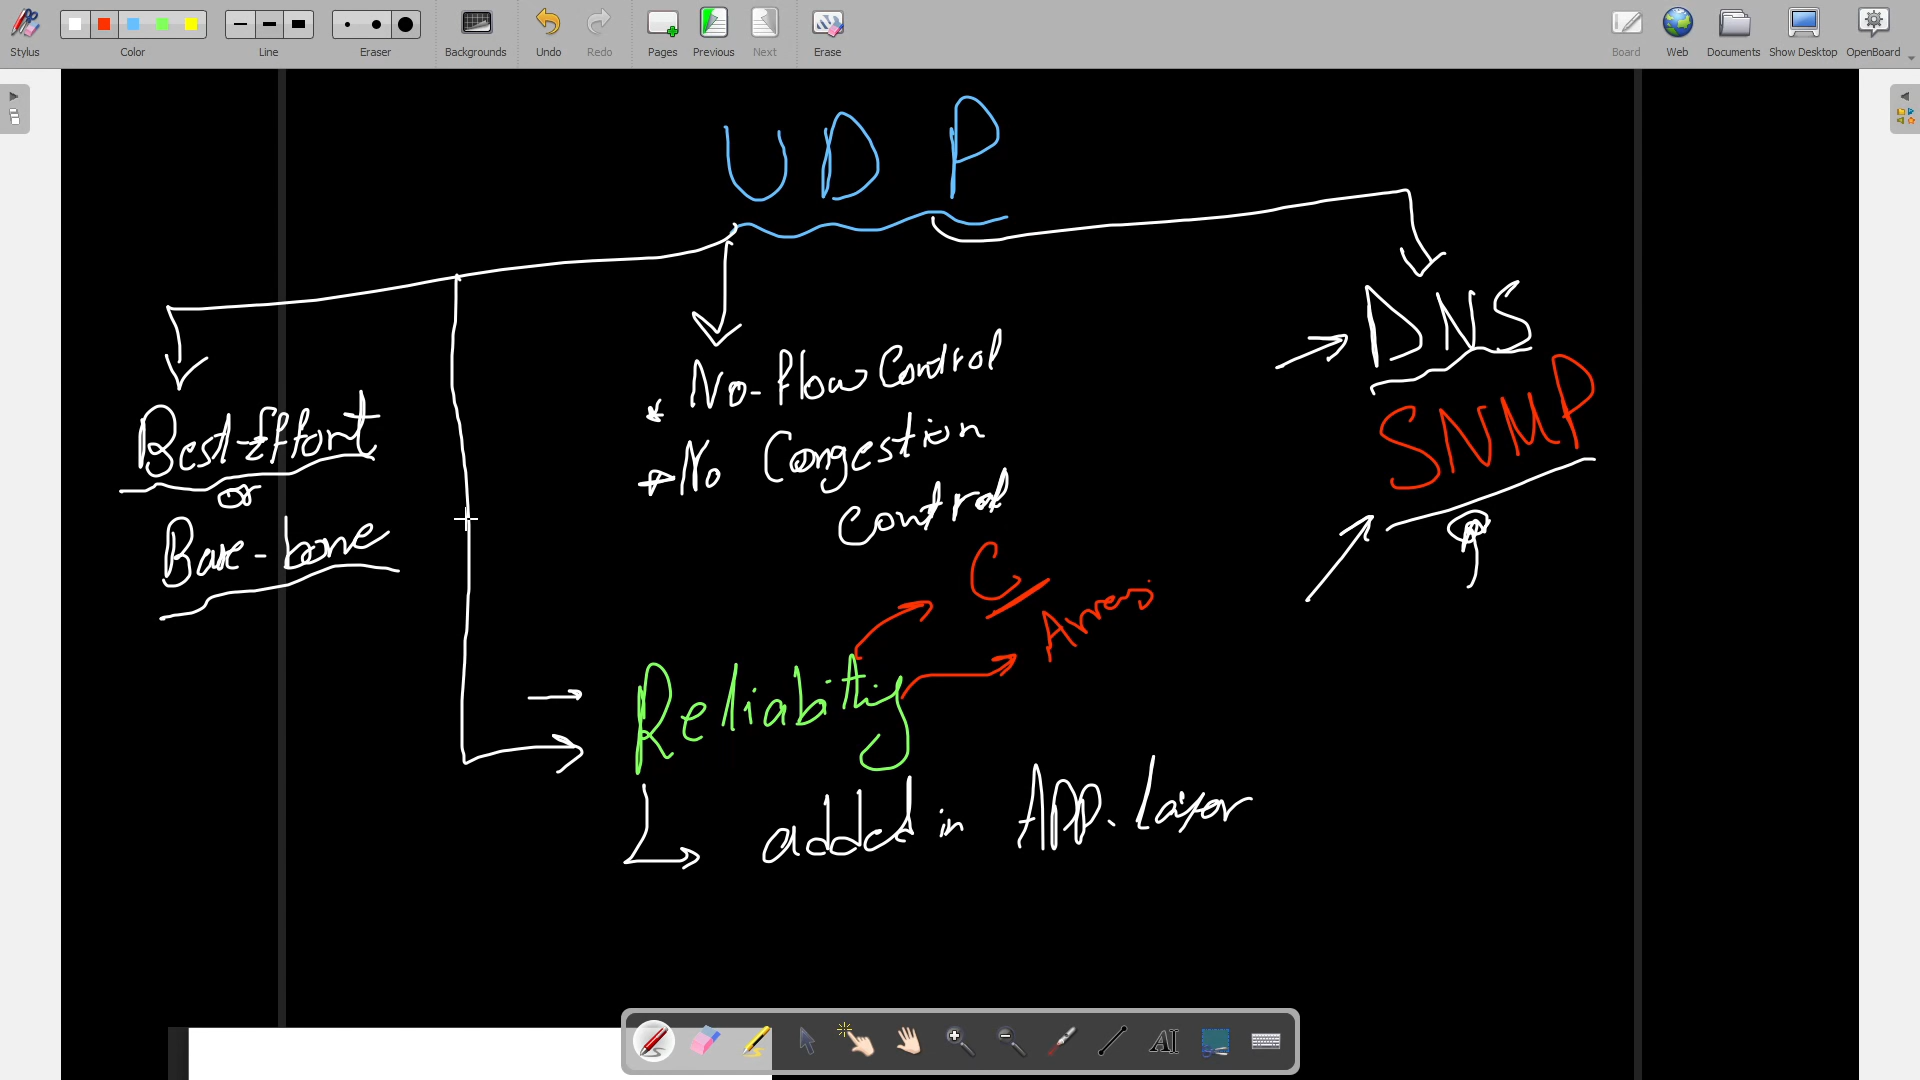 Stylus
Color
Line
Eraser
Backgrounds
Undo
Redo
Pages
Previous
Next
Erase
Board
Web
Documents
Show Desktop
OpenBoard
UDP
Best-Effort
or
Bare-bone
* No-flow Control
* No Congestion
Control
DNS
SNMP
C
Reliability
added in App. Layer
AI